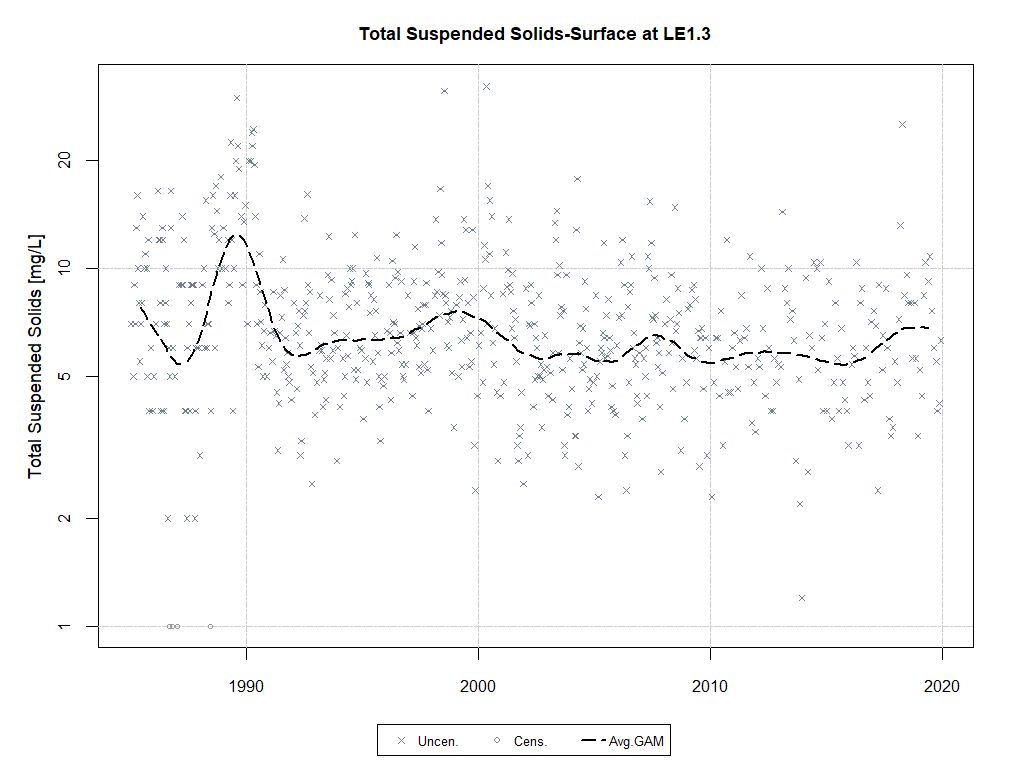 Total Suspended Solids-Surface at LE1.3
Total Suspended Solids [mg/L]
20
10
5
2
1
1990 2000 2010 2020
Uncen. Cens. Avg.GAM